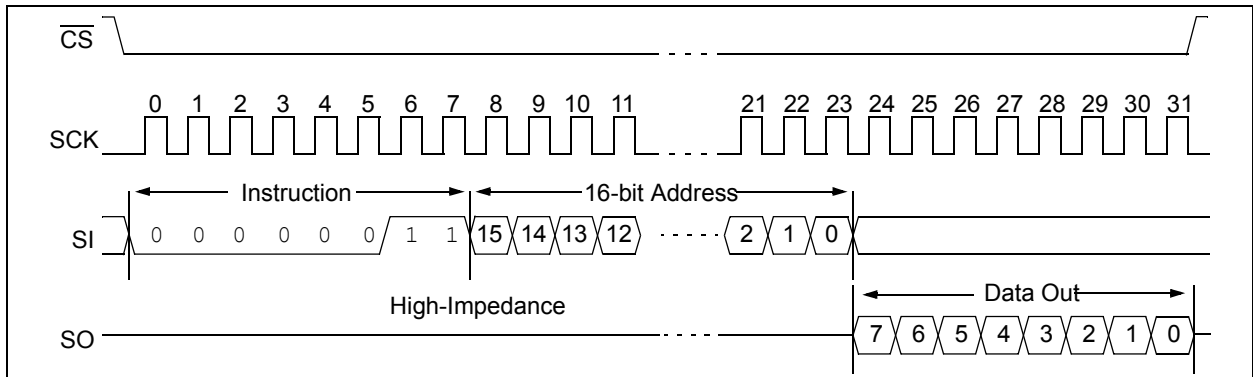 CS
0 1 2 3 4 5 6 7 8 9 10 11 21 22 23 24 25 26 27 28 29 30 31
SCK
Instruction 16-bit Address
SI 0 0 0 0 0 0 1 1 15 14 13 12 2 1 0
High-Impedance Data Out
SO 7 6 5 4 3 2 1 0